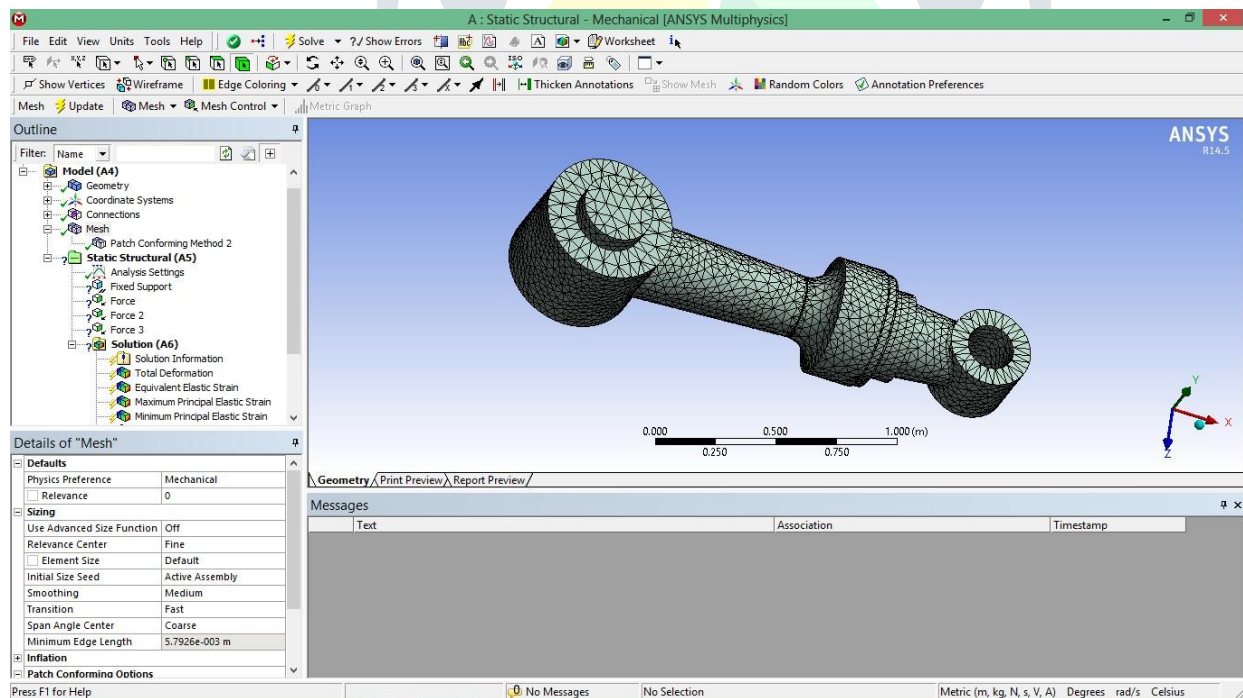 A : Static Structural - Mechanical [ANSYS Multiphysics]
File Edit View Units Tools Help Solve ?/ Show Errors Worksheet
Show Vertices Wireframe Edge Coloring Thicken Annotations Show Mesh Random Colors Annotation Preferences
Mesh Update Mesh Mesh Control Metric Graph
Outline
Filter: Name
Model (A4)
Geometry
Coordinate Systems
Connections
Mesh
Patch Conforming Method 2
Static Structural (A5)
Analysis Settings
Fixed Support
Force
Force 2
Force 3
Solution (A6)
Solution Information
Total Deformation
Equivalent Elastic Strain
Maximum Principal Elastic Strain
Minimum Principal Elastic Strain
Details of "Mesh"
Defaults
Physics Preference Mechanical
Relevance 0
Sizing
Use Advanced Size Function Off
Relevance Center Fine
Element Size Default
Initial Size Seed Active Assembly
Smoothing Medium
Transition Fast
Span Angle Center Coarse
Minimum Edge Length 5.7926e-003 m
Inflation
Patch Conforming Options
ANSYS
R14.5
0.000 0.500 1.000 (m)
0.250 0.750
Y
X
Z
Geometry Print Preview Report Preview
Messages
Text Association Timestamp
Press F1 for Help 0 No Messages No Selection Metric (m, kg, N, s, V, A) Degrees rad/s Celsius